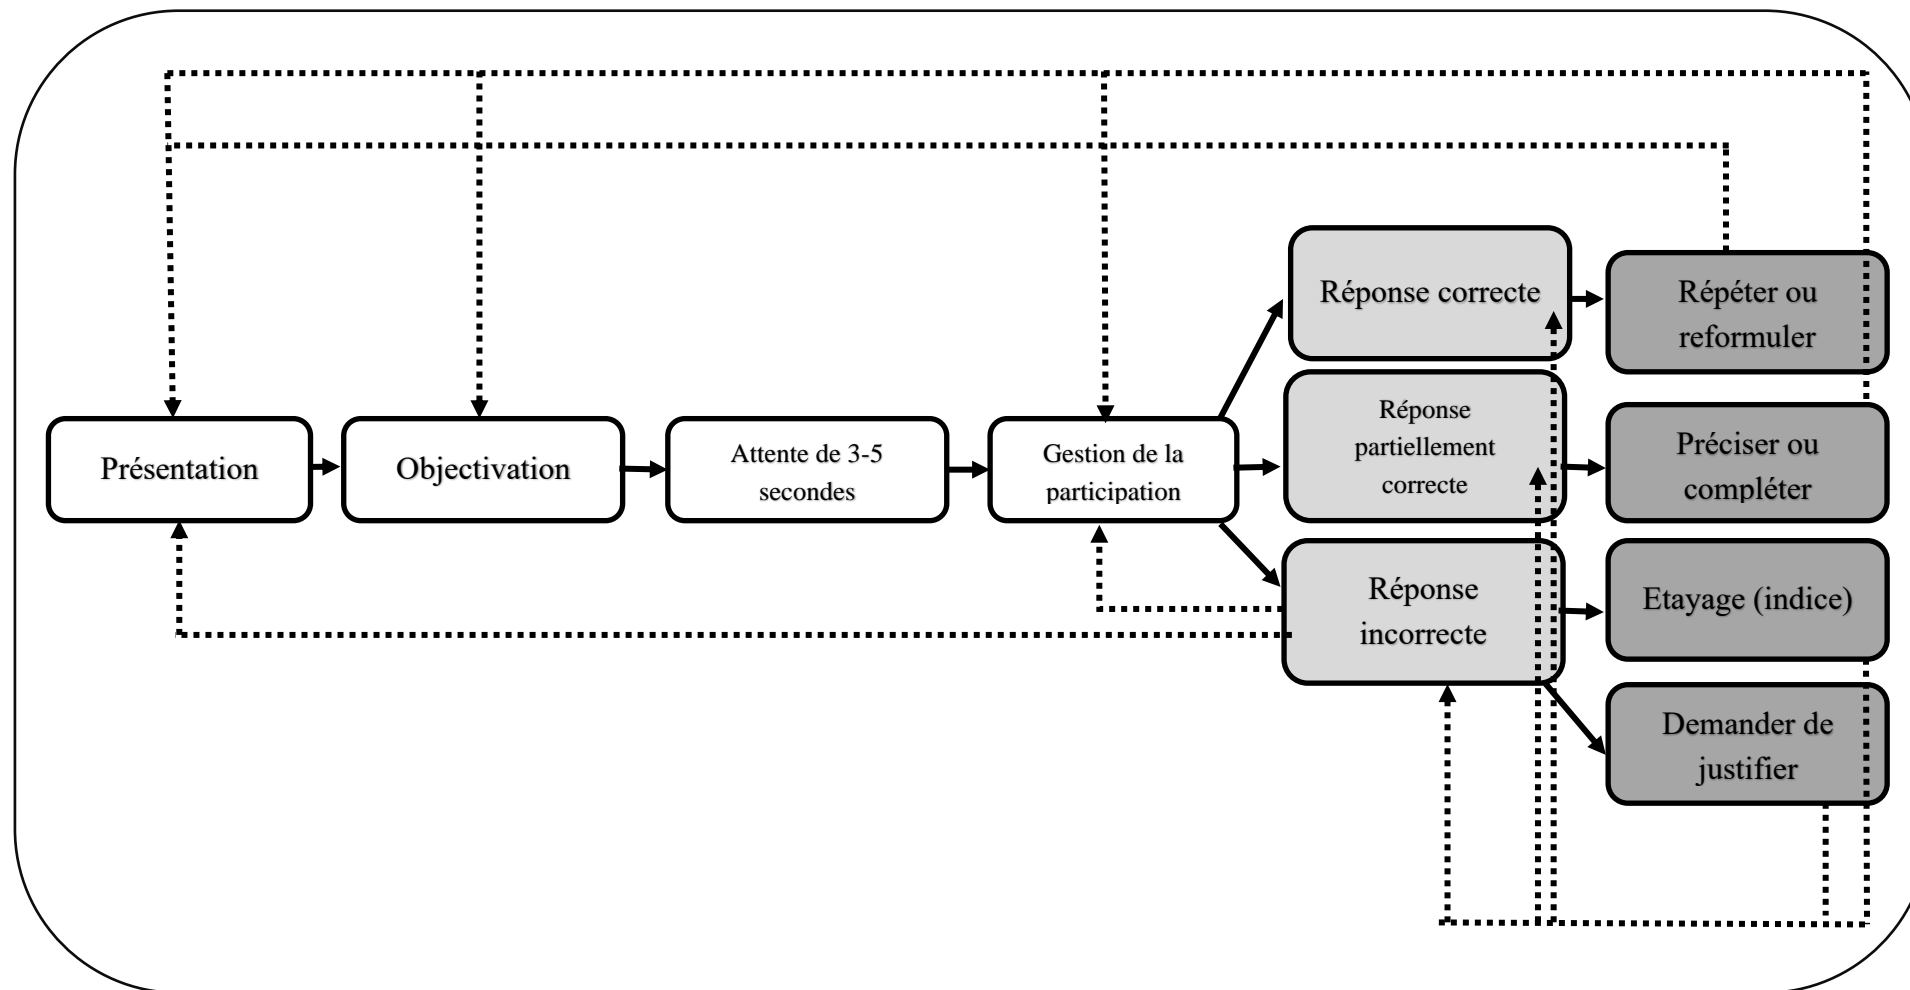 Présentation
Objectivation
Attente de 3-5
secondes
Gestion de la
participation
Réponse correcte
Réponse
partiellement
correcte
Réponse
incorrecte
Répéter ou
reformuler
Préciser ou
compléter
Etayage (indice)
Demander de
justifier